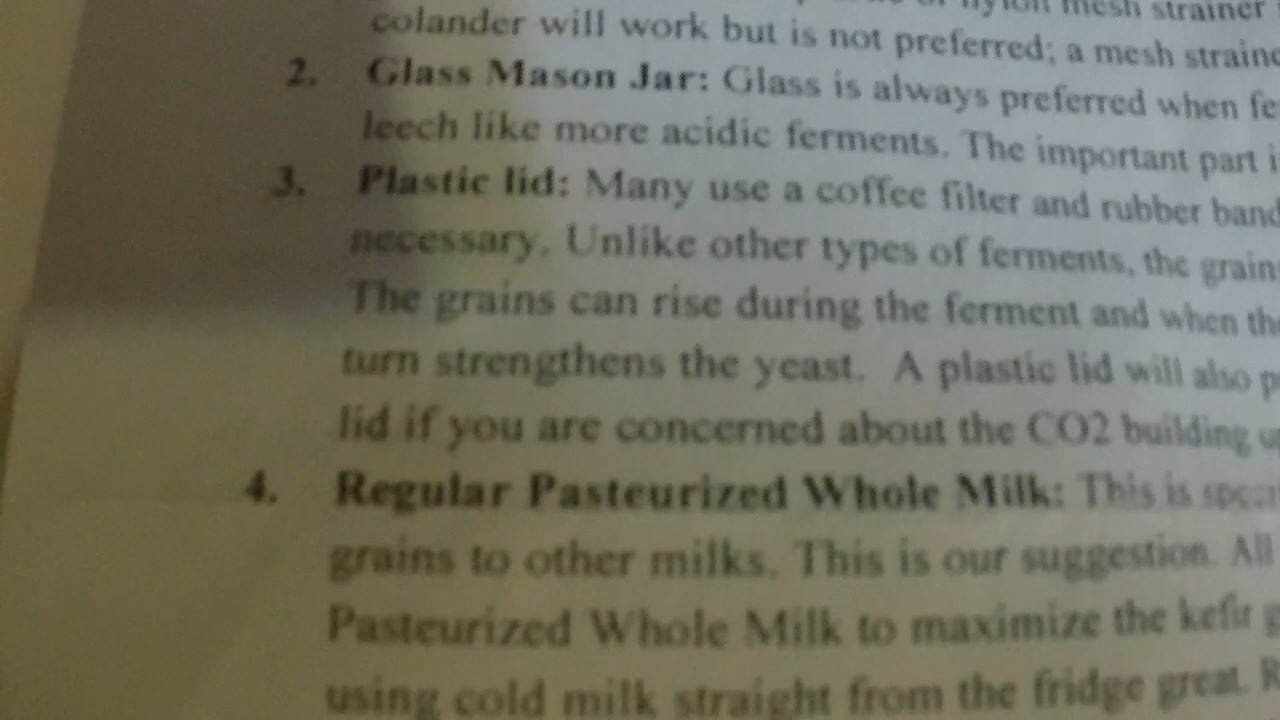 nylon mesh strainer
colander will work but is not preferred; a mesh
2. Glass Mason Jar: Glass is always preferred when
leech like more acidic ferments. The important part
3. Plastic lid: Many use a coffee filter and rubber band
necessary. Unlike other types of ferments, the grains
The grains can rise during the ferment and when
turn strengthens the yeast. A plastic lid will also
lid if you are concerned about the CO2 building
4. Regular Pasteurized Whole Milk: This is
grains to other milks. This is our suggestion. All
Pasteurized Whole Milk to maximize the kefir
using cold milk straight from the fridge great.